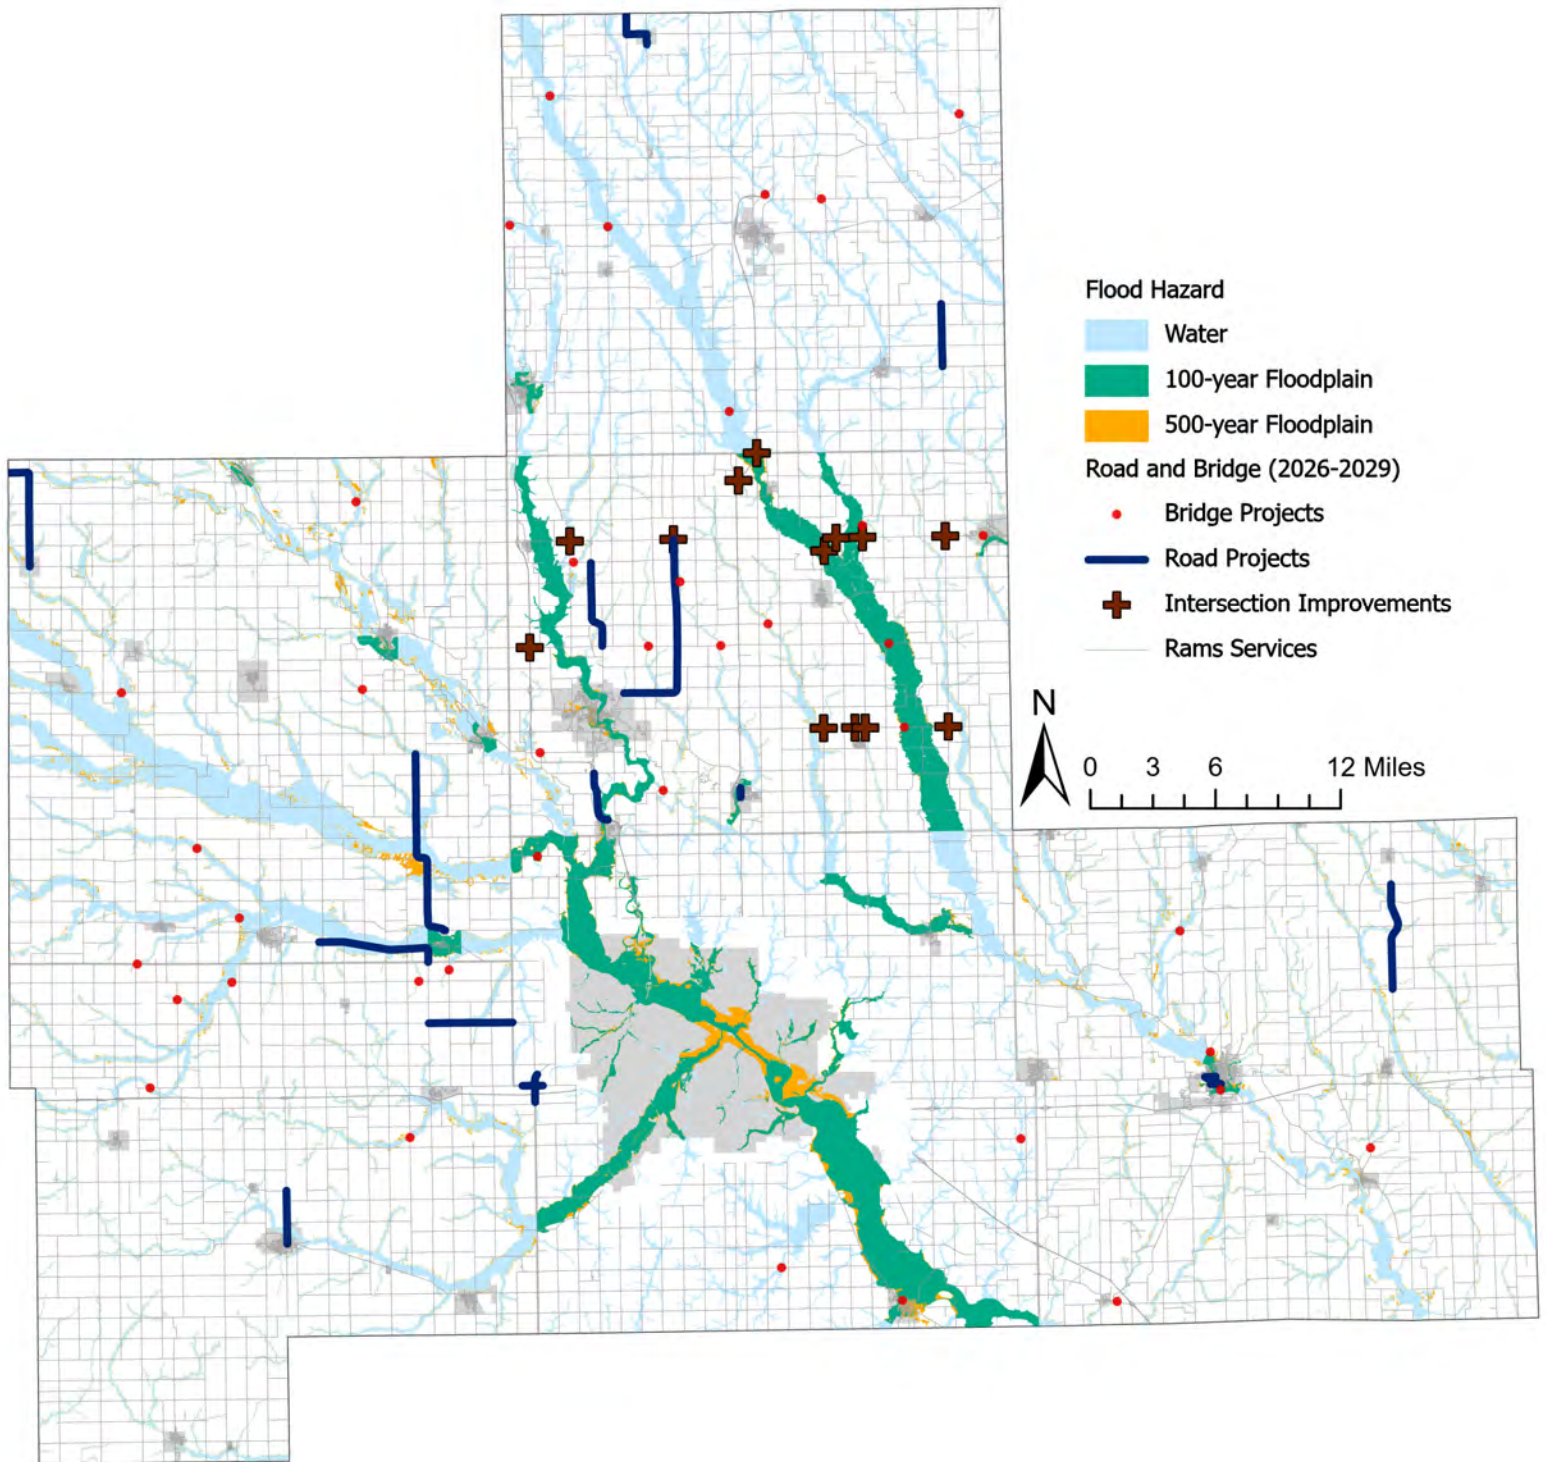 Flood Hazard
Water
100-year Floodplain
500-year Floodplain
Road and Bridge (2026-2029)
Bridge Projects
Road Projects
Intersection Improvements
Rams Services
N
0 3 6 12 Miles